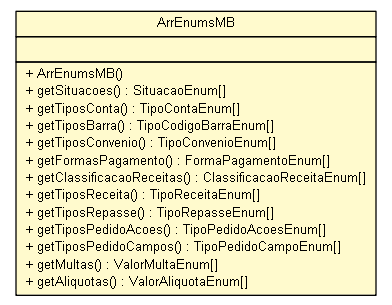 ArrEnumsMB
+ ArrEnumsMB()
+ getSituacoes() : SituacaoEnum[]
+ getTiposConta() : TipoContaEnum[]
+ getTiposBarra() : TipoCodigoBarraEnum[]
+ getTiposConvenio() : TipoConvenioEnum[]
+ getFormasPagamento() : FormaPagamentoEnum[]
+ getClassificacaoReceitas() : ClassificacaoReceitaEnum[]
+ getTiposReceita() : TipoReceitaEnum[]
+ getTiposRepasse() : TipoRepasseEnum[]
+ getTiposPedidoAcoes() : TipoPedidoAcoesEnum[]
+ getTiposPedidoCampos() : TipoPedidoCampoEnum[]
+ getMultas() : ValorMultaEnum[]
+ getAliquotas() : ValorAliquotaEnum[]